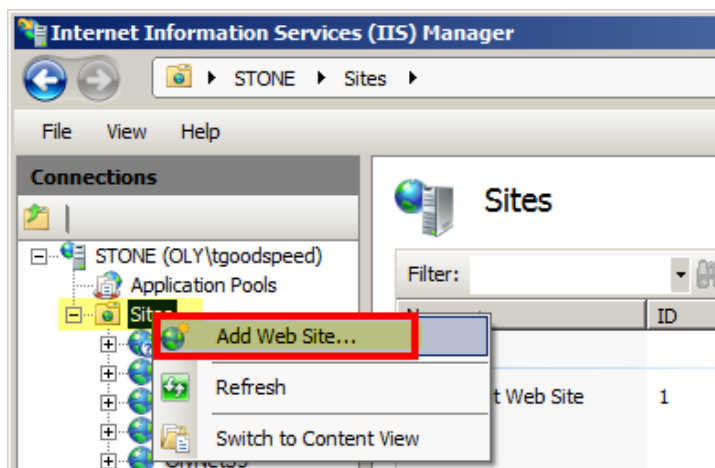 Internet Information Services (IIS) Manager
STONE Sites
File View Help
Connections
Sites
STONE (OLY\tgoodspeed)
Filter:
Application Pools
Sites
ID
Add Web Site...
Refresh
t Web Site 1
Switch to Content View